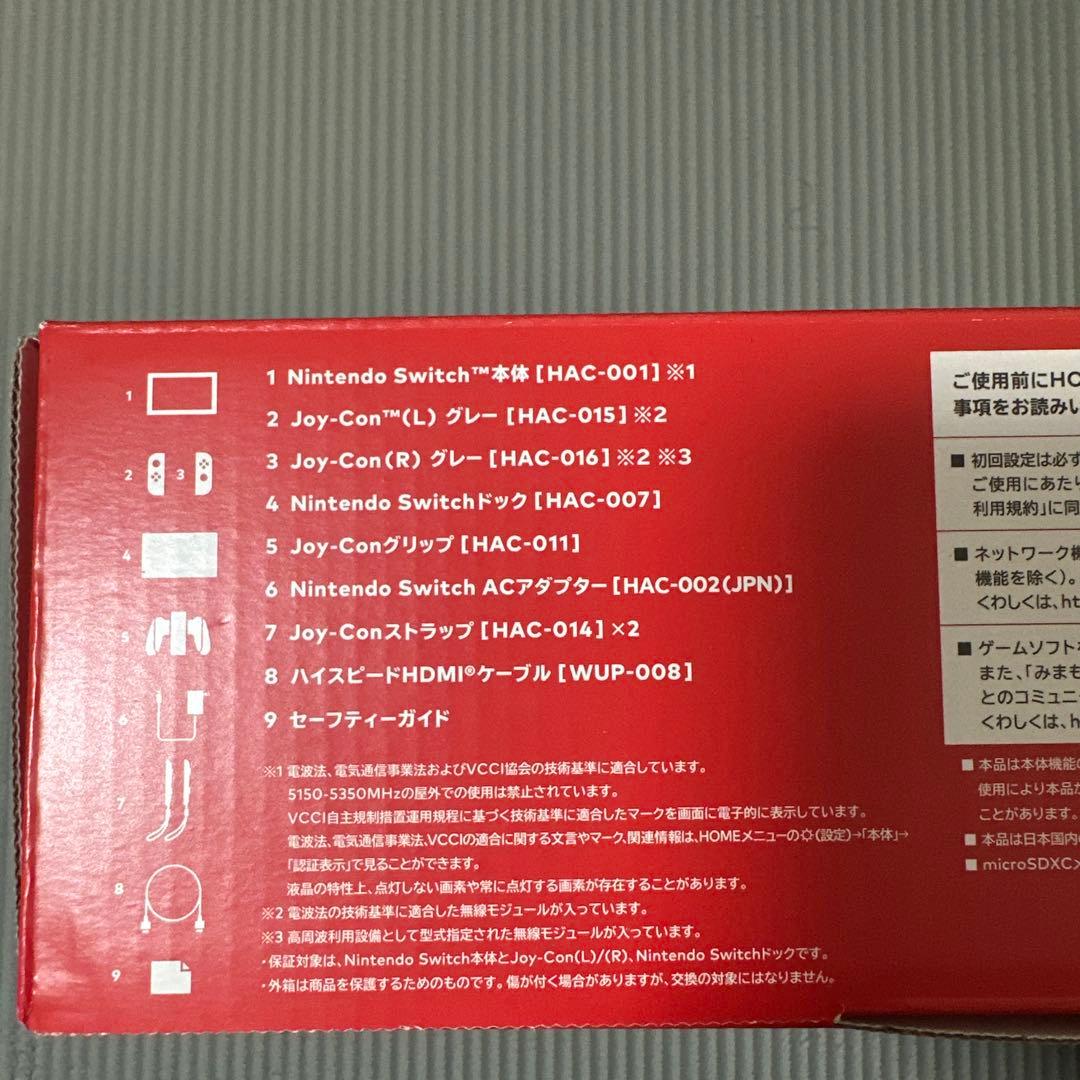 1 Nintendo Switch™本体[HAC-001]※1
2 Joy-Con™(L) グレー[HAC-015]※2
3 Joy-Con(R) グレー[HAC-016]※2 ※3
4 Nintendo Switchドック[HAC-007]
5 Joy-Conグリップ[HAC-011]
6 Nintendo Switch ACアダプター[HAC-002(JPN)]
7 Joy-Conストラップ[HAC-014]×2
8 ハイスピードHDMI®ケーブル[WUP-008]
9 セーフティーガイド
1
2
3
4
5
6
7
8
9
※1 電波法、電気通信事業法およびVCCI協会の技術基準に適合しています。
5150-5350MHzの屋外での使用は禁止されています。
VCCI自主規制措置運用規程に基づく技術基準に適合したマークを画面に電子的に表示しています。
電波法、電気通信事業法、VCCIの適合に関する文言やマーク、関連情報は、HOMEメニューの(設定)→「本体」→
「認証表示」で見ることができます。
液晶の特性上、点灯しない画素や常に点灯する画素が存在することがあります。
※2 電波法の技術基準に適合した無線モジュールが入っています。
※3 高周波利用設備として型式指定された無線モジュールが入っています。
・保証対象は、Nintendo Switch本体とJoy-Con(L)/(R)、Nintendo Switchドックです。
・外箱は商品を保護するためのものです。傷が付く場合がありますが、交換の対象にはなりません。
ご使用前にHO
事項をお読みい
■ 初回設定は必ず
ご使用にあたり
利用規約」に同
■ ネットワーク機
機能を除く)。
くわしくは、ht
■ ゲームソフトを
また、「みまも
とのコミュニ
くわしくは、h
■ 本品は本体機能の
使用により本品が
ことがあります。
■ 本品は日本国内
■ microSDXC